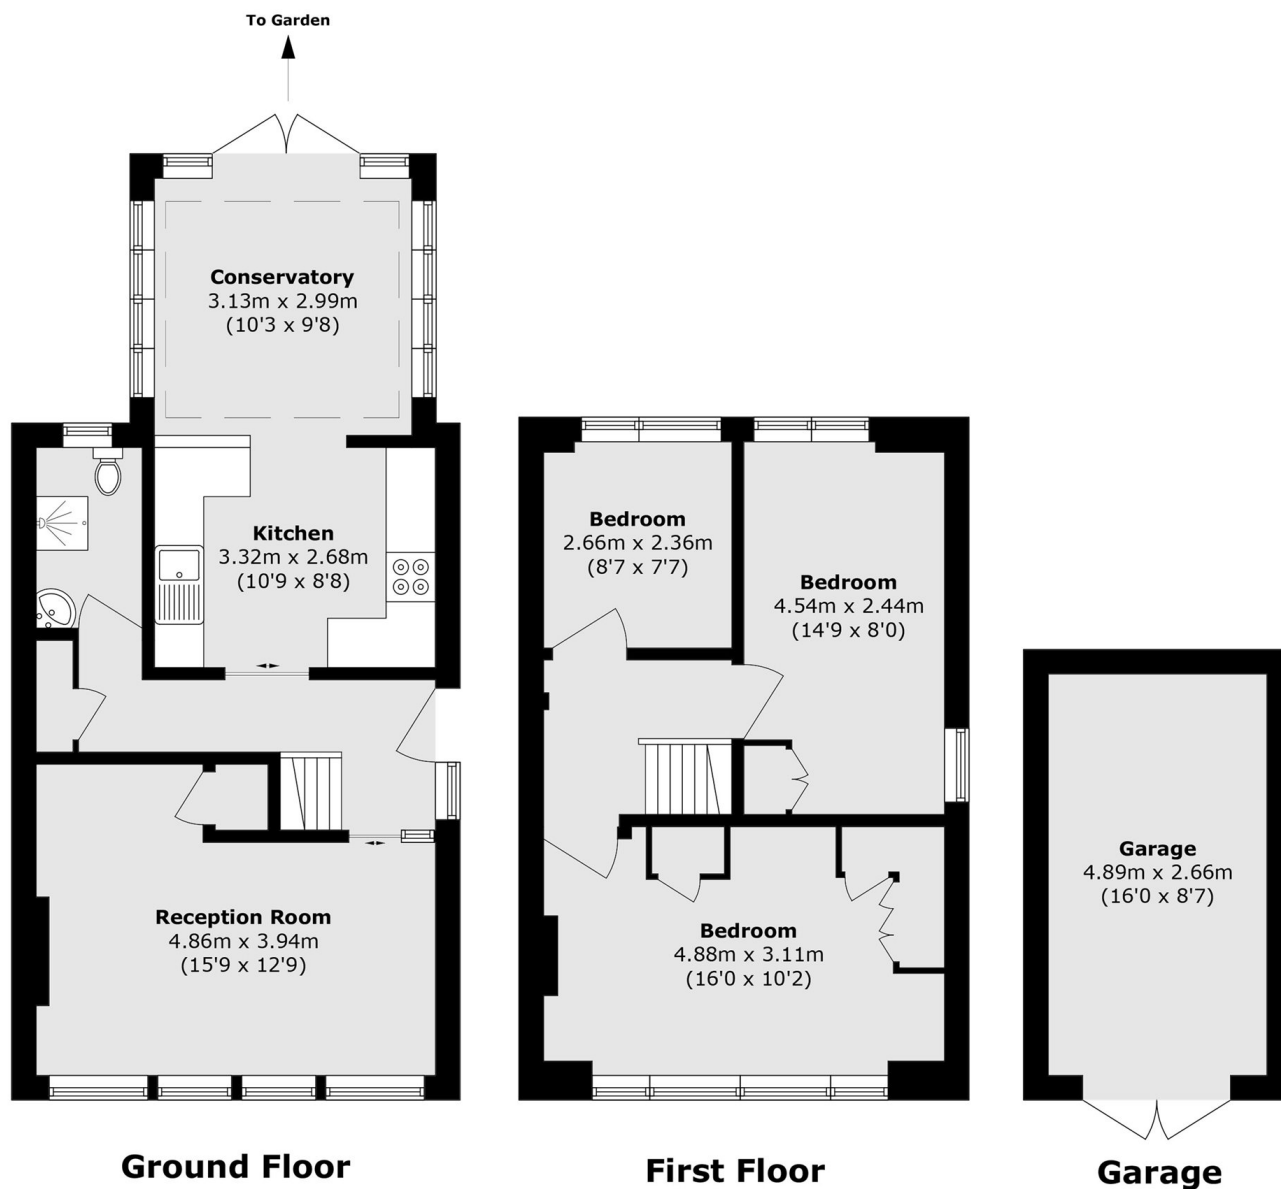 To Garden
Conservatory
3.13m x 2.99m
(10'3 x 9'8)
Kitchen
3.32m x 2.68m
(10'9 x 8'8)
Reception Room
4.86m x 3.94m
(15'9 x 12'9)
Ground Floor
Bedroom
2.66m x 2.36m
(8'7 x 7'7)
Bedroom
4.54m x 2.44m
(14'9 x 8'0)
Bedroom
4.88m x 3.11m
(16'0 x 10'2)
First Floor
Garage
4.89m x 2.66m
(16'0 x 8'7)
Garage